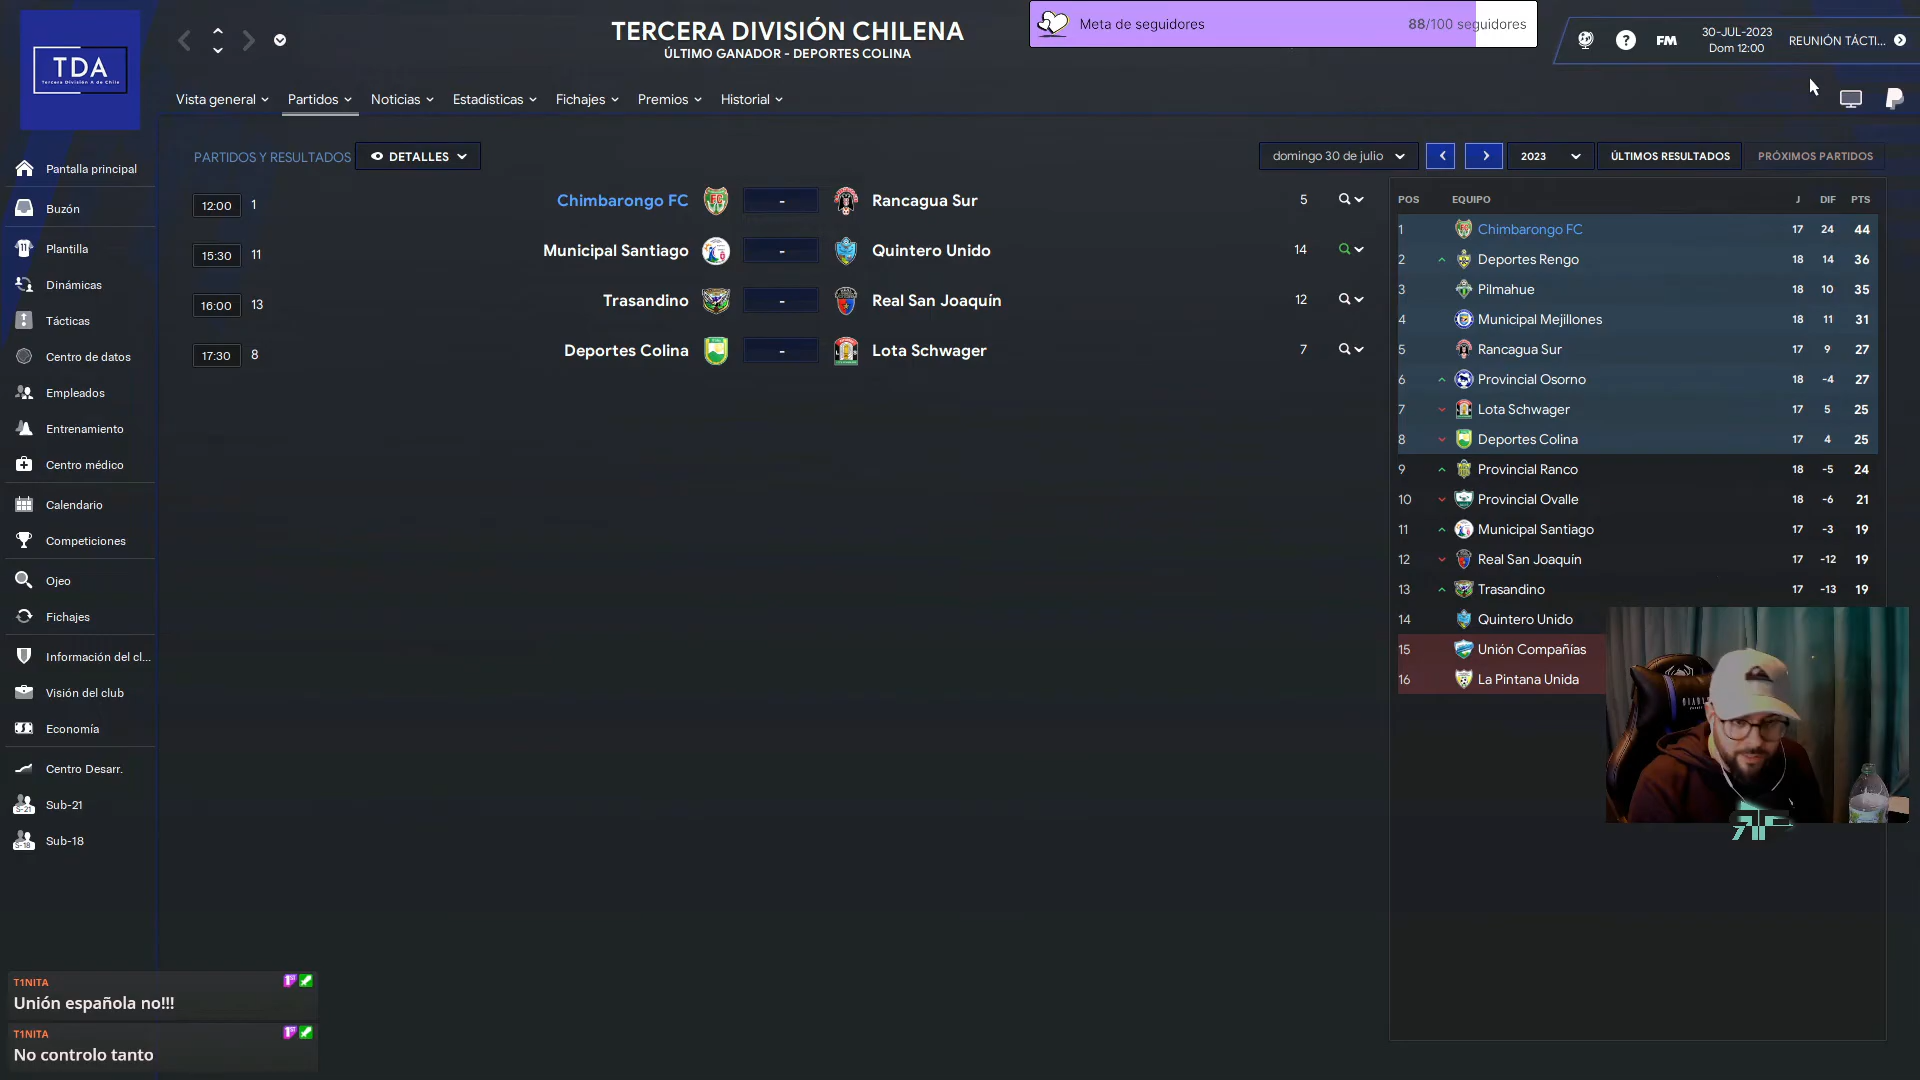 TERCERA DIVISIÓN CHILENA
ÚLTIMO GANADOR - DEPORTES COLINA
Meta de seguidores
88/100 seguidores
30-JUL-2023
Dom 12:00
REUNIÓN TÁCTI...
FM
TDA
Tercera División A de Chile
Vista general
Partidos
Noticias
Estadísticas
Fichajes
Premios
Historial
PARTIDOS Y RESULTADOS
DETALLES
domingo 30 de julio
2023
ÚLTIMOS RESULTADOS
PRÓXIMOS PARTIDOS
Pantalla principal
Buzón
Plantilla
Dinámicas
Tácticas
Centro de datos
Empleados
Entrenamiento
Centro médico
Calendario
Competiciones
Ojeo
Fichajes
Información del cl...
Visión del club
Economía
Centro Desarr.
Sub-21
Sub-18
12:00 1 Chimbarongo FC - Rancagua Sur 5
15:30 11 Municipal Santiago - Quintero Unido 14
16:00 13 Trasandino - Real San Joaquín 12
17:30 8 Deportes Colina - Lota Schwager 7
POS EQUIPO J DIF PTS
1 Chimbarongo FC 17 24 44
2 Deportes Rengo 18 14 36
3 Pilmahue 18 10 35
4 Municipal Mejillones 18 11 31
5 Rancagua Sur 17 9 27
6 Provincial Osorno 18 -4 27
7 Lota Schwager 17 5 25
8 Deportes Colina 17 4 25
9 Provincial Ranco 18 -5 24
10 Provincial Ovalle 18 -6 21
11 Municipal Santiago 17 -3 19
12 Real San Joaquín 17 -12 19
13 Trasandino 17 -13 19
14 Quintero Unido
15 Unión Compañías
16 La Pintana Unida
T1NITA
Unión española no!!!
T1NITA
No controlo tanto